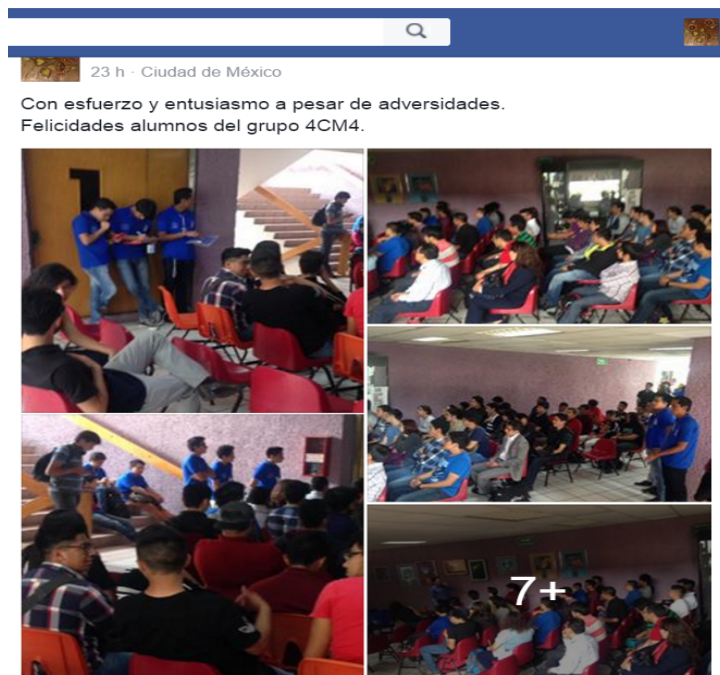 23 h · Ciudad de México
Con esfuerzo y entusiasmo a pesar de adversidades.
Felicidades alumnos del grupo 4CM4.
7+